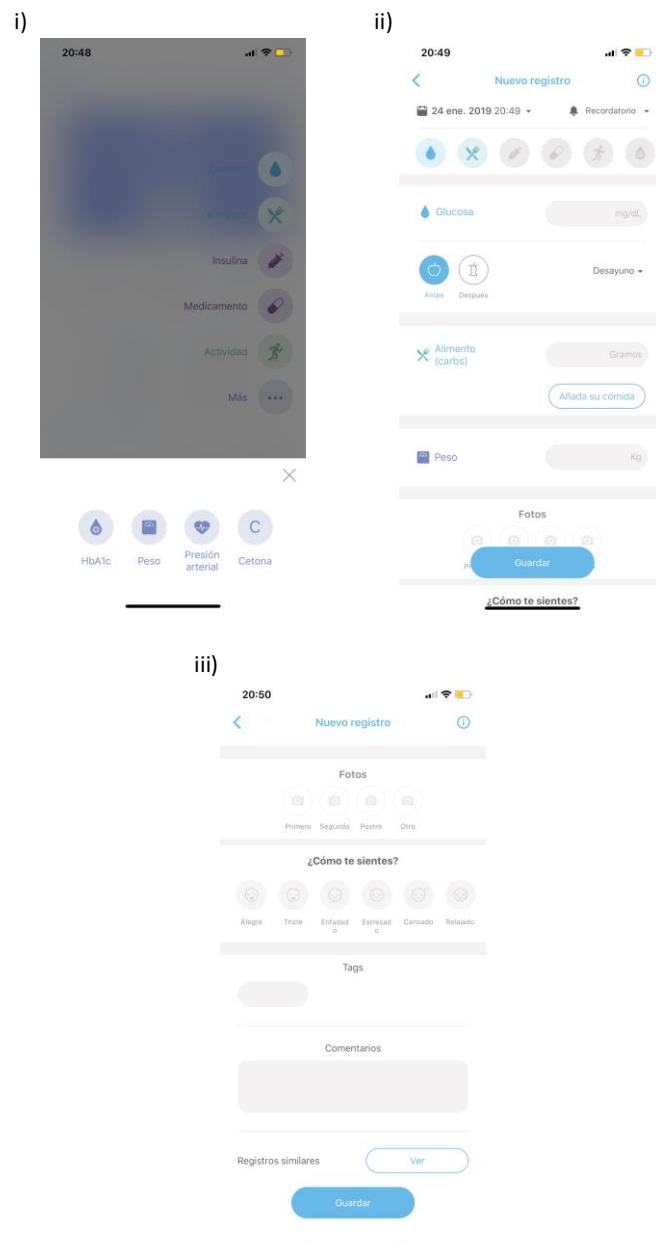 i)
20:48
Insulina
Medicamento
Actividad
Más
HbA1c
Peso
Presión
arterial
Cetona
ii)
20:49
Nuevo registro
24 ene. 2019 20:49
Recordatorio
Glucosa
mg/dL
Antes
Después
Desayuno
Alimento
(carbs)
Gramos
Añada su comida
Peso
Kg
Fotos
Guardar
¿Cómo te sientes?
iii)
20:50
Nuevo registro
Fotos
Primero
Segundo
Postre
Otro
¿Cómo te sientes?
Alegre
Triste
Enfadad
o
Estresad
o
Cansado
Relajado
Tags
Comentarios
Registros similares
Ver
Guardar